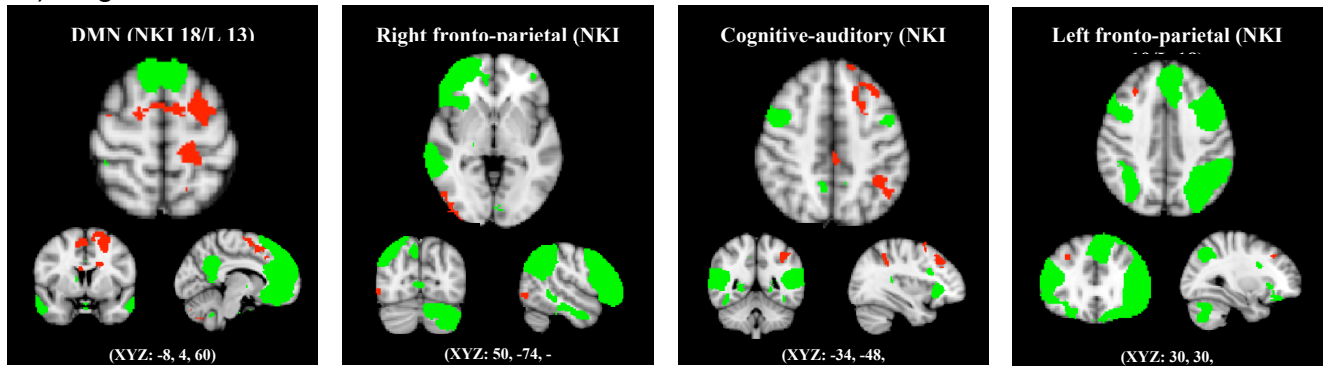 DMN (NKI 18/L 13)
Right fronto-parietal (NKI
Cognitive-auditory (NKI
Left fronto-parietal (NKI
(XYZ: -8, 4, 60)
(XYZ: 50, -74, -
(XYZ: -34, -48,
(XYZ: 30, 30,